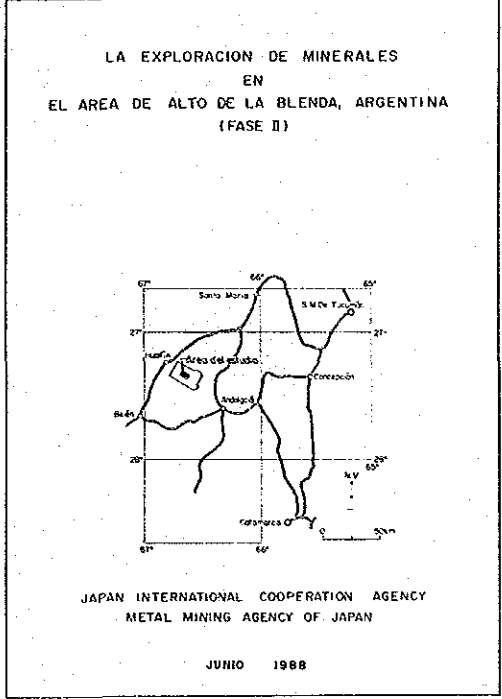 LA EXPLORACION DE MINERALES
EN
EL AREA DE ALTO DE LA BLENDA, ARGENTINA
(FASE II)
67°
66°
65°
Santa Maria
S.M.De Tucumán
27°
27°
Area del estudio
Concepción
Belén
Andalgalá
28°
28°
65°
N.V
Catamarca
0
50km
67°
66°
JAPAN INTERNATIONAL COOPERATION AGENCY
METAL MINING AGENCY OF JAPAN
JUNIO 1988